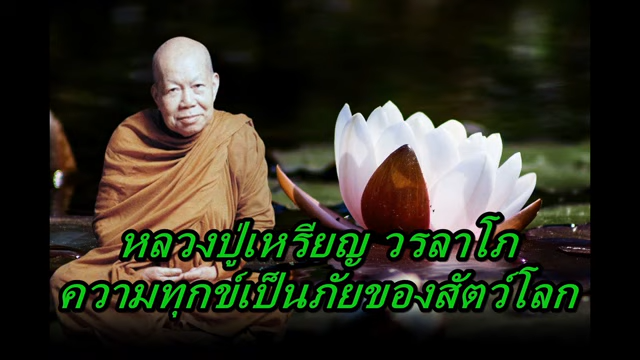 หลวงปู่เหรียญ วรลาโภ
ความทุกข์เป็นภัยของสัตว์โลก